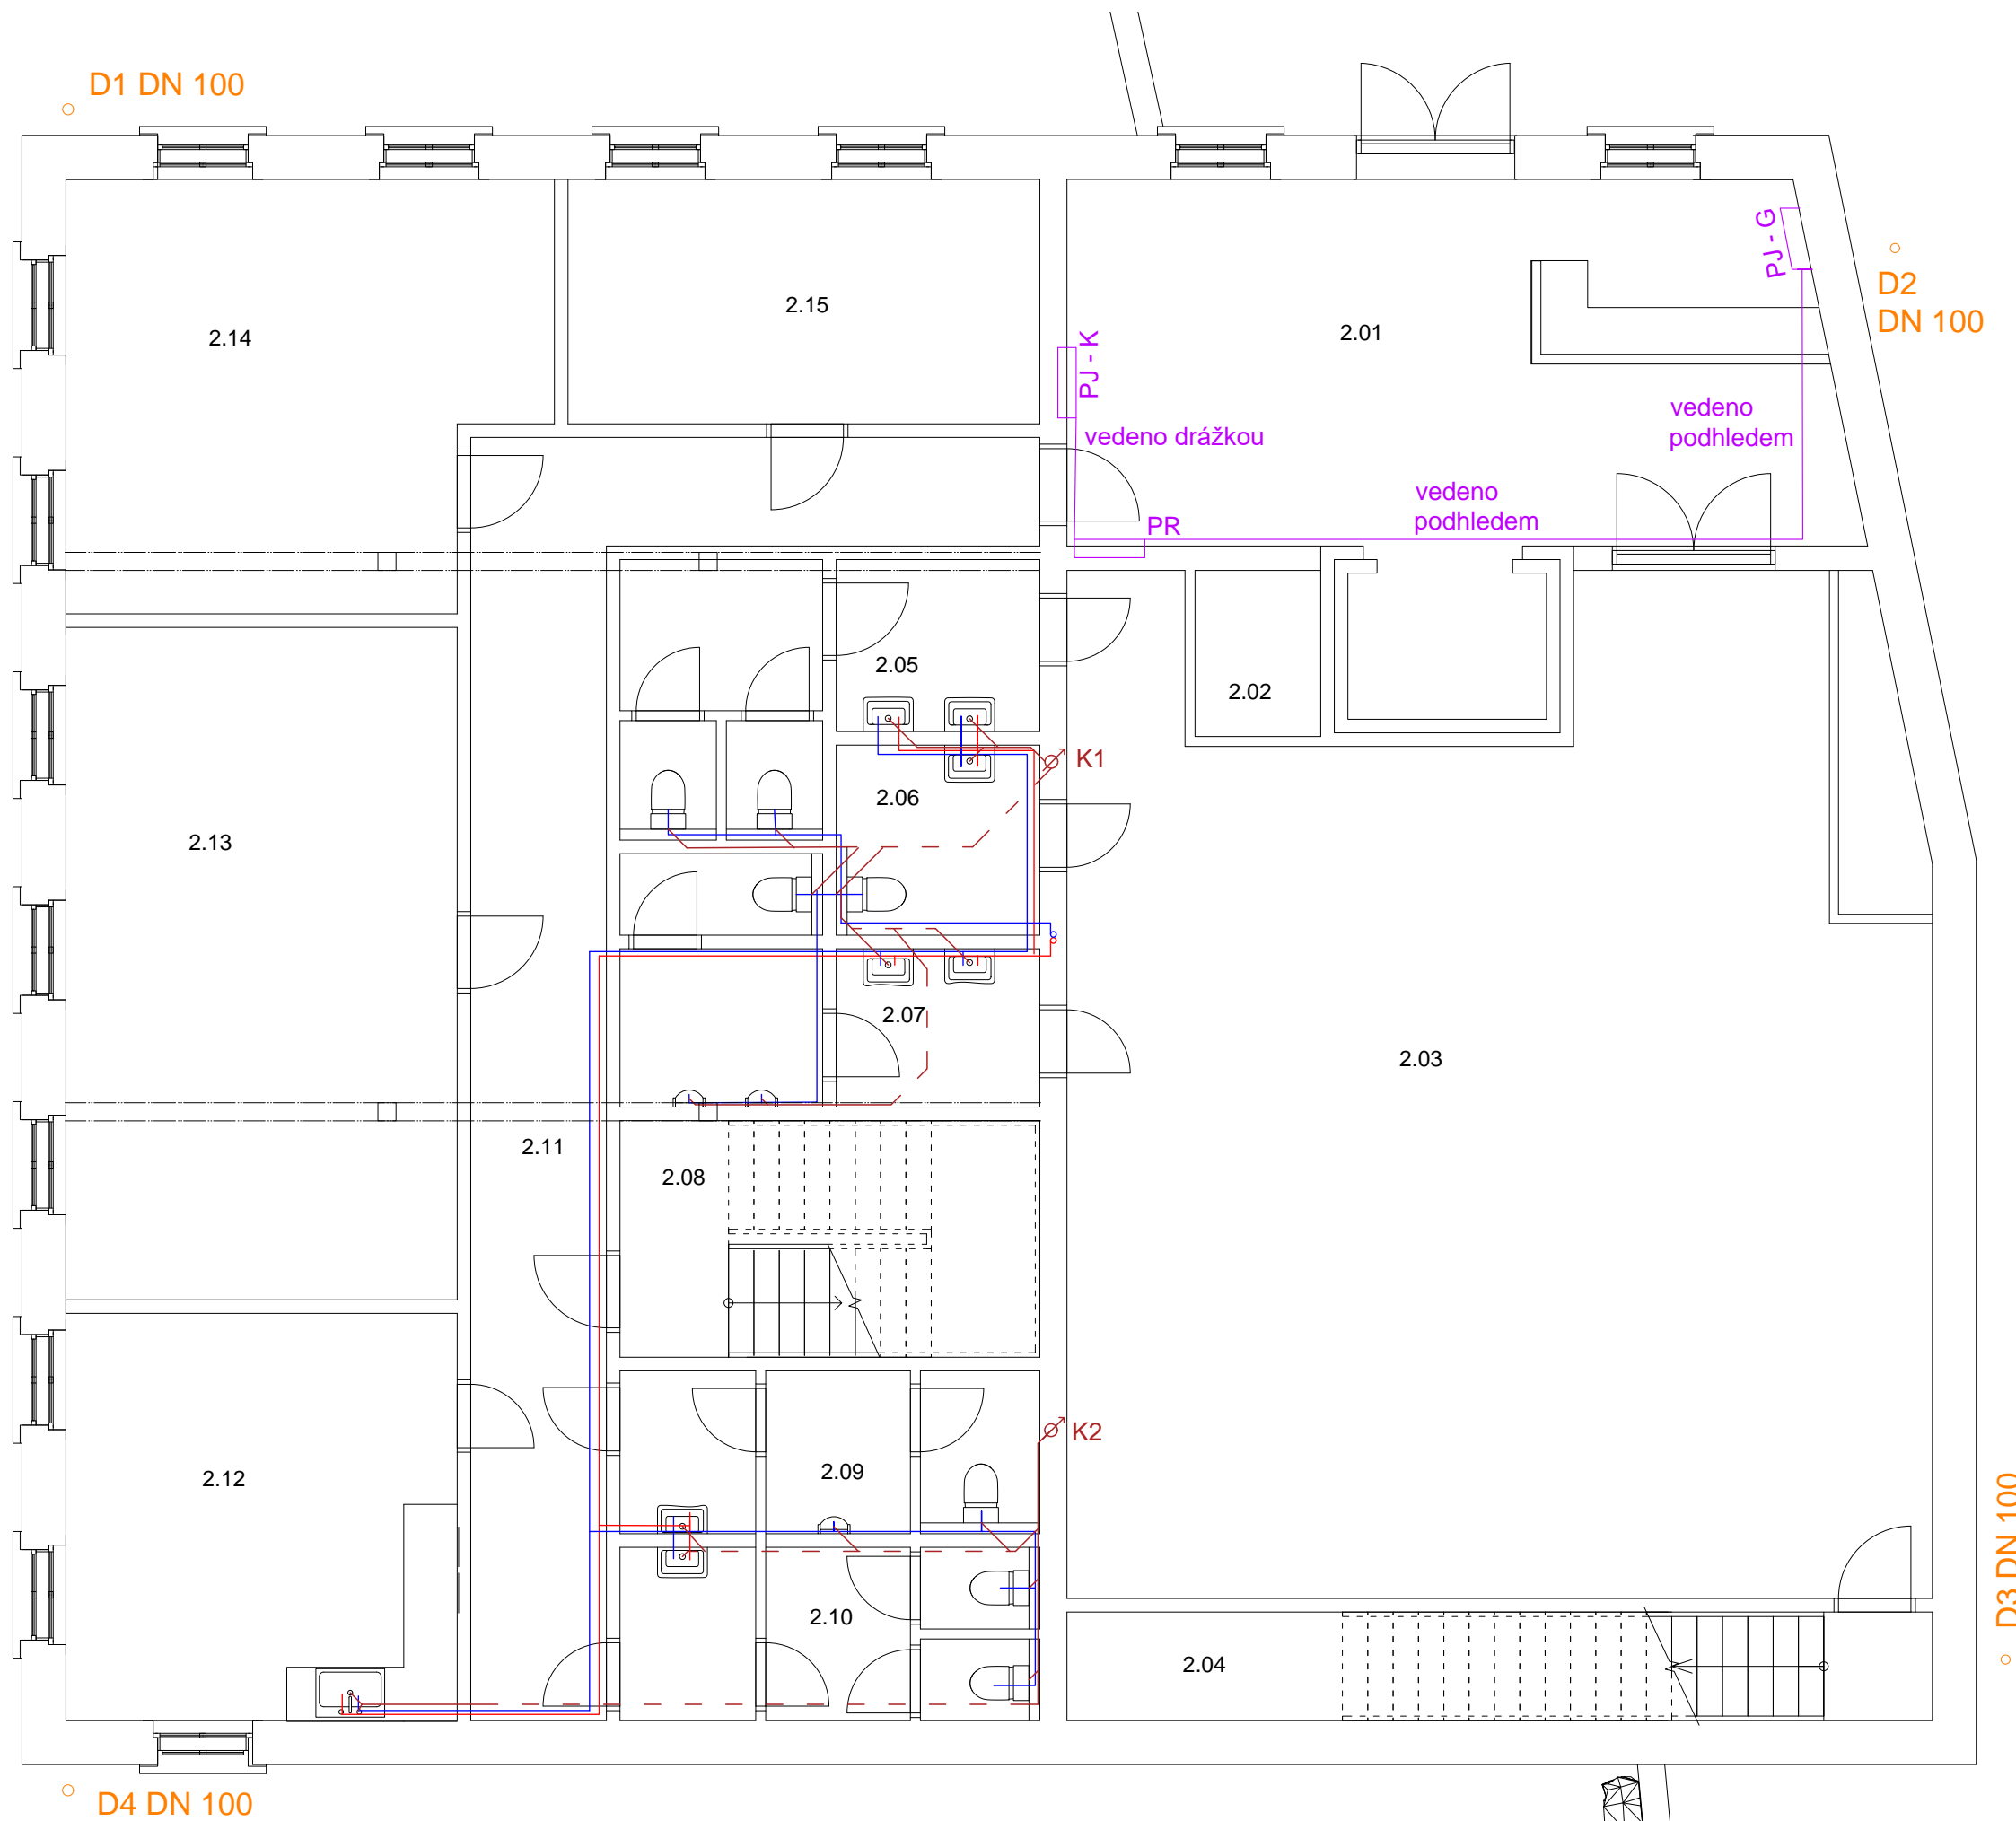 D1 DN 100
PJ - G
D2
DN 100
2.15
2.01
2.14
PJ - K
vedeno
podhledem
vedeno drážkou
vedeno
podhledem
PR
2.05
2.02
K1
2.06
2.13
2.07
2.03
2.11
2.08
K2
2.09
2.12
D3 DN 100
2.10
2.04
D4 DN 100